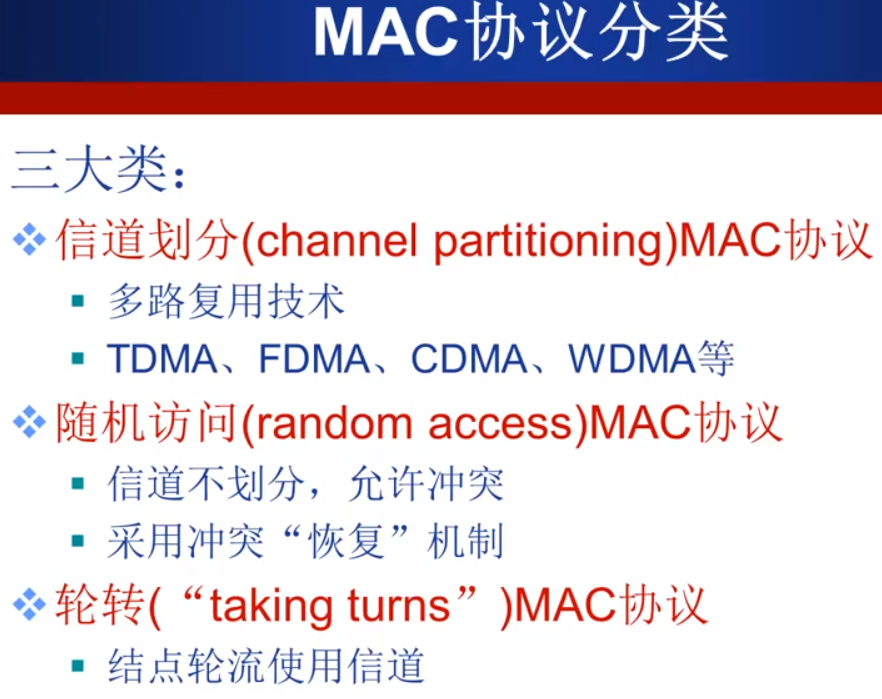 MAC协议分类
三大类：
信道划分(channel partitioning)MAC协议
多路复用技术
TDMA、FDMA、CDMA、WDMA等
随机访问(random access)MAC协议
信道不划分，允许冲突
采用冲突“恢复”机制
轮转(“taking turns”)MAC协议
结点轮流使用信道